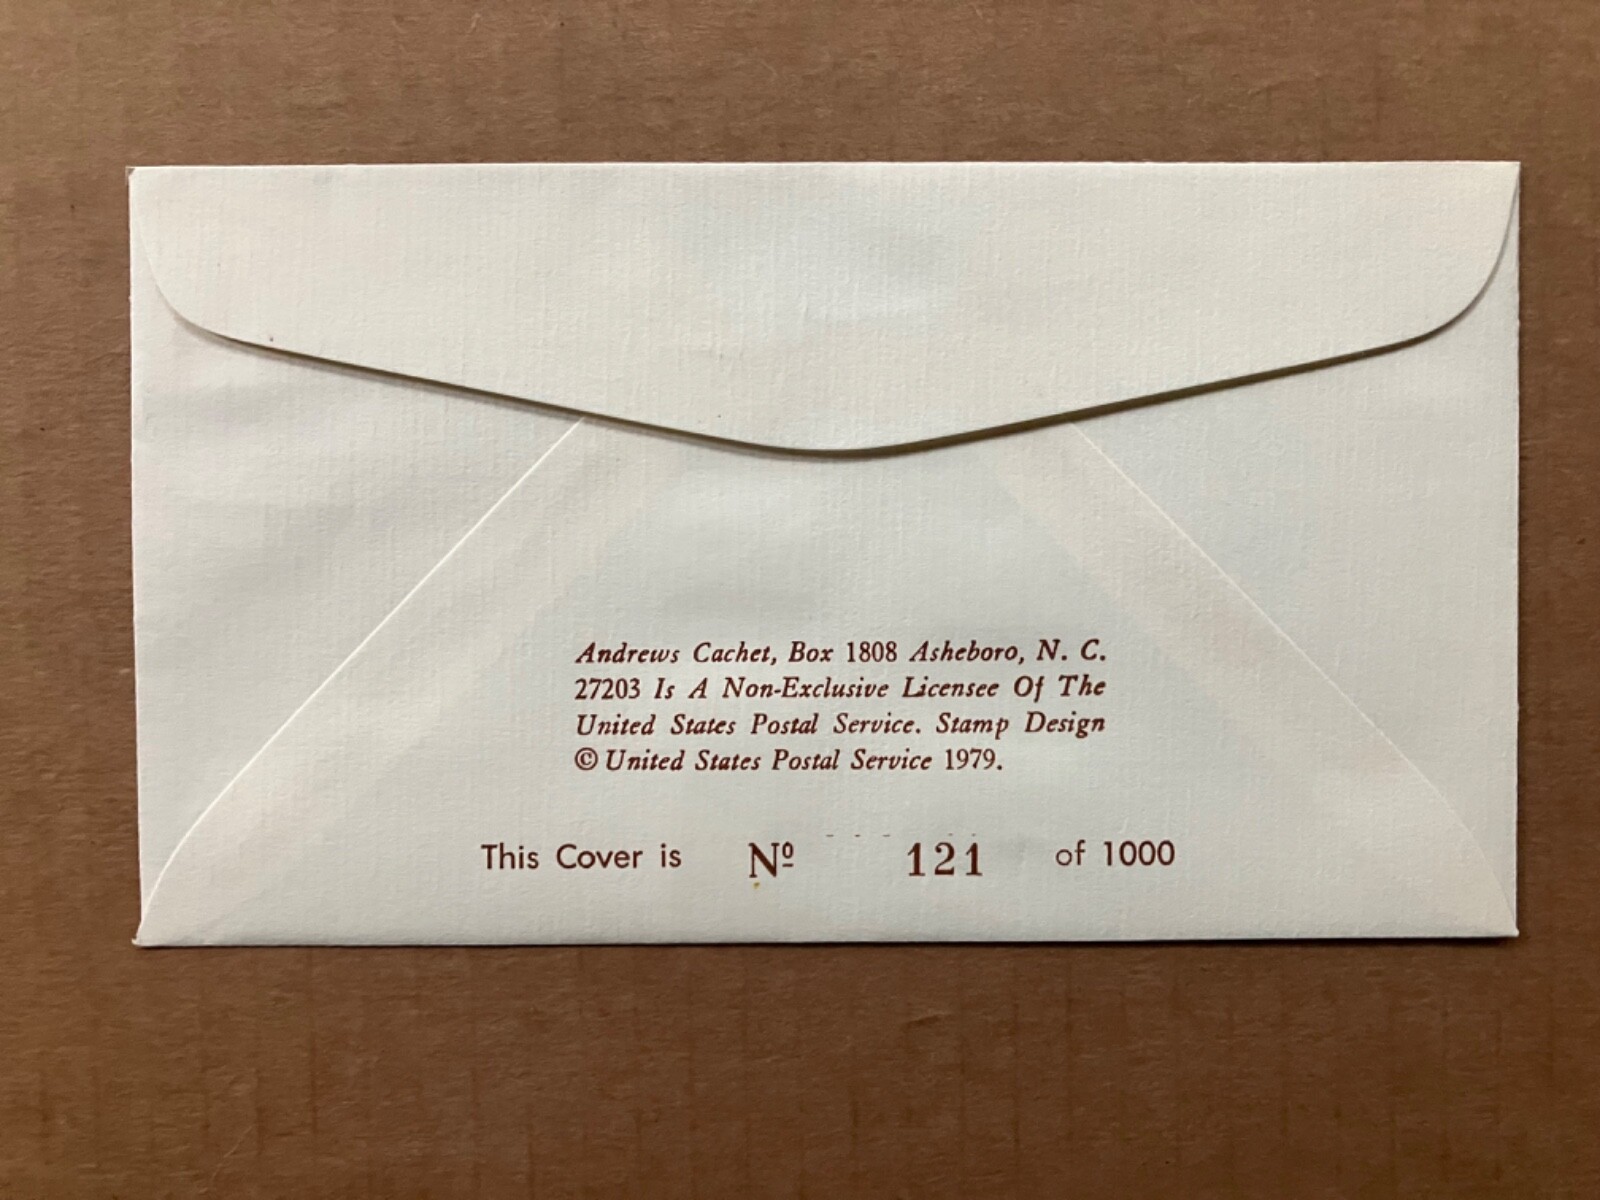 Andrews Cachet, Box 1808 Asheboro, N. C.
27203 Is A Non-Exclusive Licensee Of The
United States Postal Service. Stamp Design
© United States Postal Service 1979.
This Cover is Nº 121 of 1000